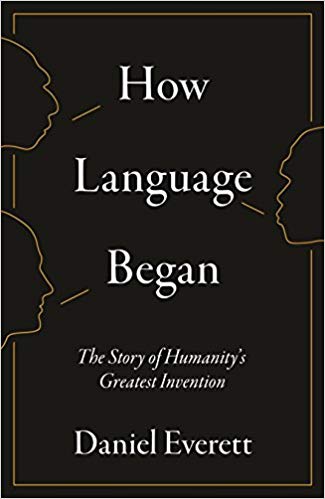 How
Language
Began
The Story of Humanity's
Greatest Invention
Daniel Everett